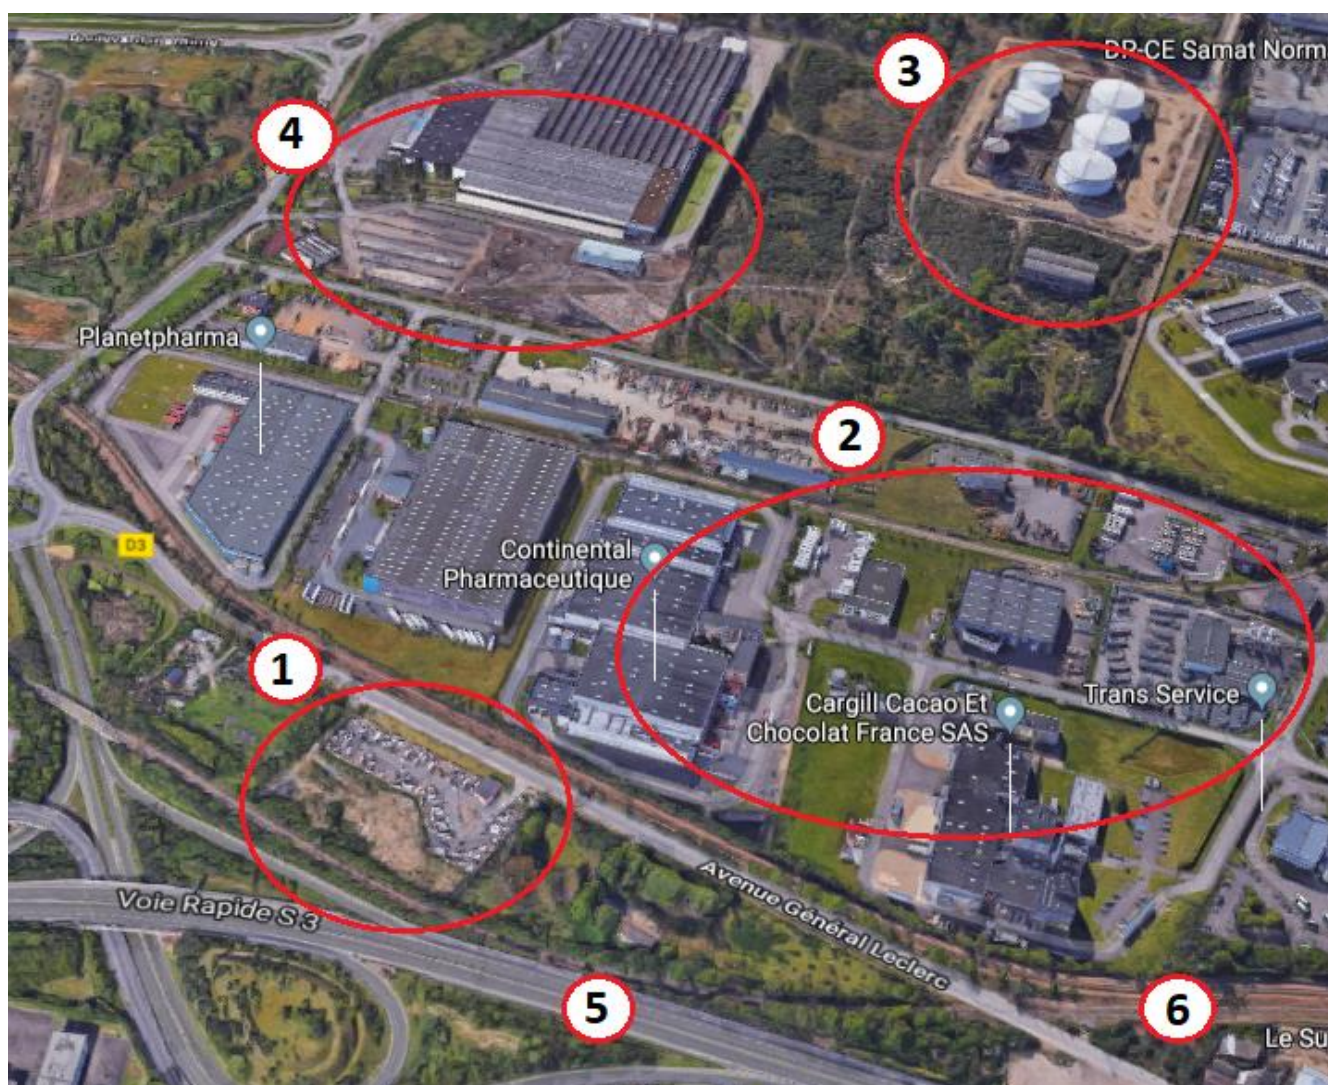 DP-CE Samat Norm
3
4
Planetpharma
2
D3
Continental
Pharmaceutique
1
Cargill Cacao Et
Chocolat France SAS
Trans Service
Voie Rapide S 3
Avenue Général Leclerc
5
6
Le Su